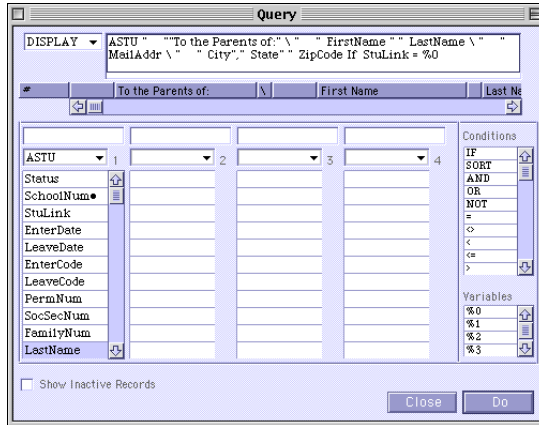 Query
DISPLAY
ASTU "    ""To the Parents of:" \ "    " FirstName " " LastName \ "    "
MailAddr \ "    " City"," State" " ZipCode If StuLink = %0
# To the Parents of: \ First Name Last Na
Conditions
ASTU 1 2 3 4
IF
SORT
AND
OR
NOT
=
<>
<
<=
>
Status
SchoolNum•
StuLink
EnterDate
LeaveDate
EnterCode
LeaveCode
PermNum
SocSecNum
FamilyNum
LastName
Variables
%0
%1
%2
%3
Show Inactive Records
Close Do